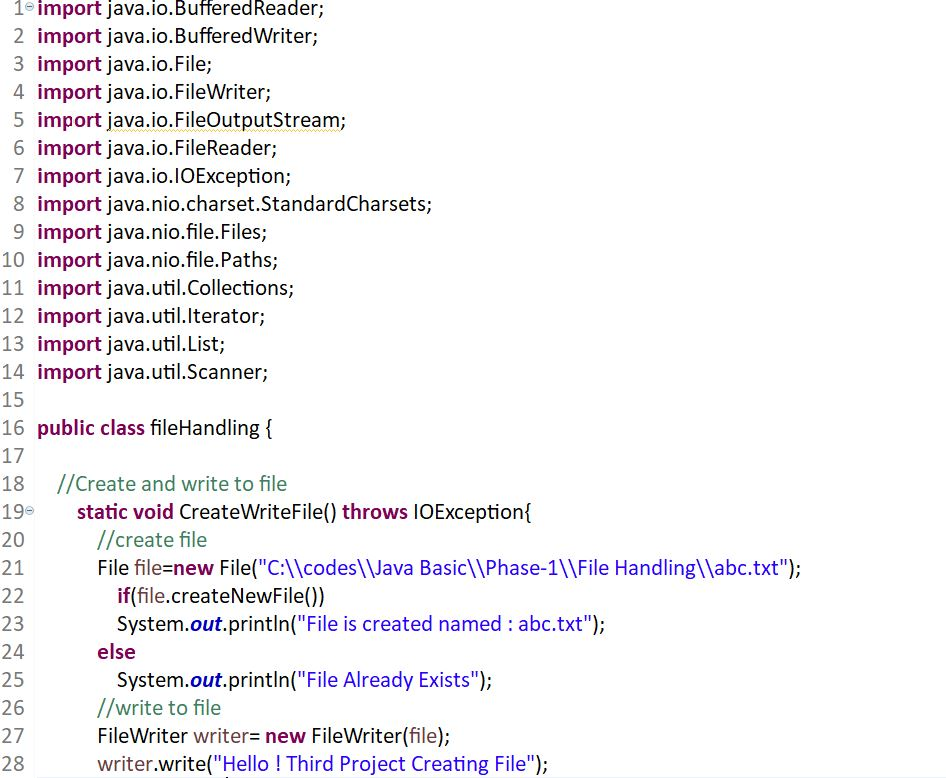 1 import java.io.BufferedReader;
2 import java.io.BufferedWriter;
3 import java.io.File;
4 import java.io.FileWriter;
5 import java.io.FileOutputStream;
6 import java.io.FileReader;
7 import java.io.IOException;
8 import java.nio.charset.StandardCharsets;
9 import java.nio.file.Files;
10 import java.nio.file.Paths;
11 import java.util.Collections;
12 import java.util.Iterator;
13 import java.util.List;
14 import java.util.Scanner;
15
16 public class fileHandling {
17
18 //Create and write to file
19 static void CreateWriteFile() throws IOException{
20 //create file
21 File file=new File("C:\\codes\\Java Basic\\Phase-1\\File Handling\\abc.txt");
22 if(file.createNewFile())
23 System.out.println("File is created named : abc.txt");
24 else
25 System.out.println("File Already Exists");
26 //write to file
27 FileWriter writer= new FileWriter(file);
28 writer.write("Hello ! Third Project Creating File");